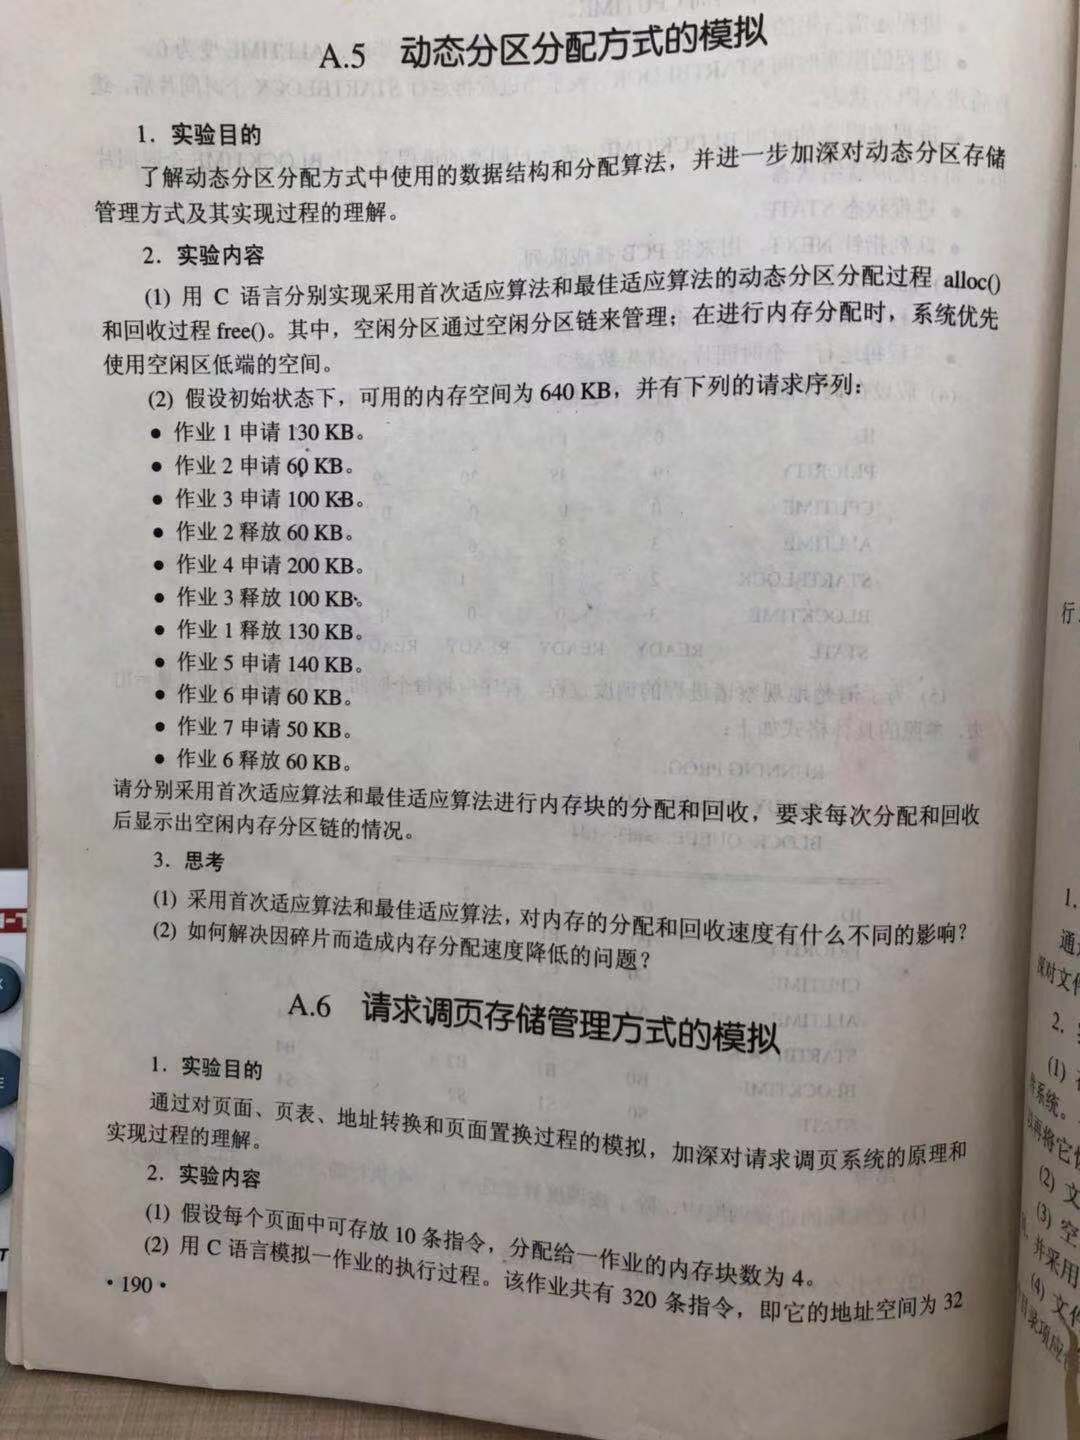 A.5 动态分区分配方式的模拟
1．实验目的
了解动态分区分配方式中使用的数据结构和分配算法，并进一步加深对动态分区存储
管理方式及其实现过程的理解。
2．实验内容
(1) 用 C 语言分别实现采用首次适应算法和最佳适应算法的动态分区分配过程 alloc()
和回收过程 free()。其中，空闲分区通过空闲分区链来管理；在进行内存分配时，系统优先
使用空闲区低端的空间。
(2) 假设初始状态下，可用的内存空间为 640 KB，并有下列的请求序列：
• 作业 1 申请 130 KB。
• 作业 2 申请 60 KB。
• 作业 3 申请 100 KB。
• 作业 2 释放 60 KB。
• 作业 4 申请 200 KB。
• 作业 3 释放 100 KB。
• 作业 1 释放 130 KB。
• 作业 5 申请 140 KB。
• 作业 6 申请 60 KB。
• 作业 7 申请 50 KB。
• 作业 6 释放 60 KB。
请分别采用首次适应算法和最佳适应算法进行内存块的分配和回收，要求每次分配和回收
后显示出空闲内存分区链的情况。
3．思考
(1) 采用首次适应算法和最佳适应算法，对内存的分配和回收速度有什么不同的影响？
(2) 如何解决因碎片而造成内存分配速度降低的问题？
A.6 请求调页存储管理方式的模拟
1．实验目的
通过对页面、页表、地址转换和页面置换过程的模拟，加深对请求调页系统的原理和
实现过程的理解。
2．实验内容
(1) 假设每个页面中可存放 10 条指令，分配给一作业的内存块数为 4。
(2) 用 C 语言模拟一作业的执行过程。该作业共有 320 条指令，即它的地址空间为 32
·190·
行
1.
通
深对文件
2.
(1)
系统。
(2) 文
(3) 空
并采用
(4) 文件
目录项应